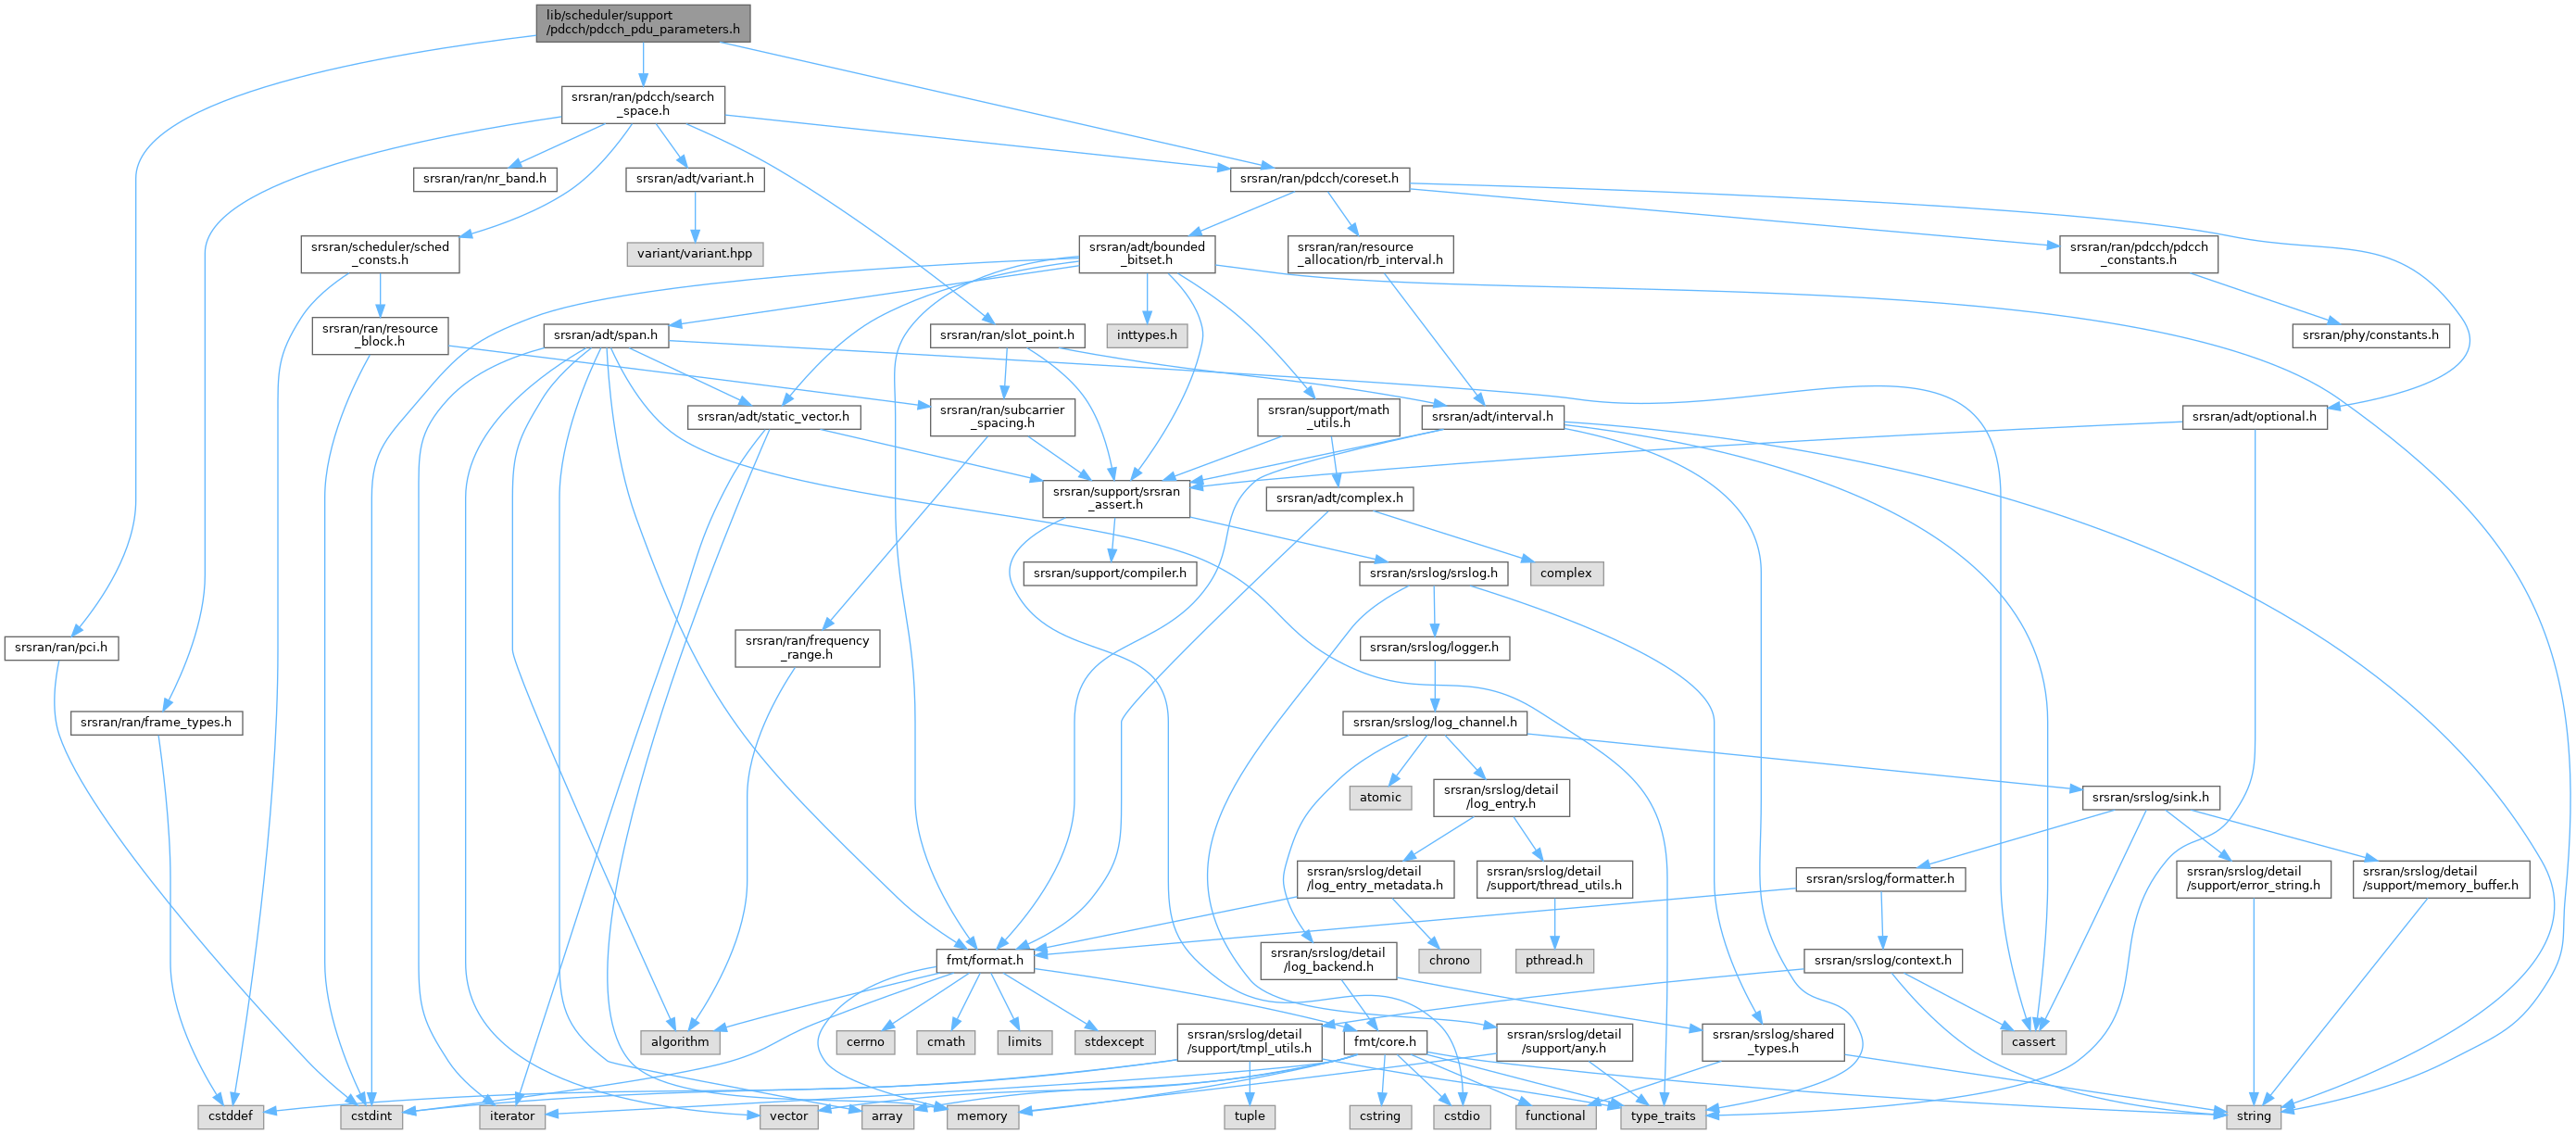 lib/scheduler/support
/pdcch/pdcch_pdu_parameters.h
srsran/ran/pdcch/search
_space.h
srsran/ran/nr_band.h
srsran/adt/variant.h
srsran/ran/pdcch/coreset.h
srsran/scheduler/sched
_consts.h
variant/variant.hpp
srsran/adt/bounded
_bitset.h
srsran/ran/resource
_allocation/rb_interval.h
srsran/ran/pdcch/pdcch
_constants.h
srsran/ran/resource
_block.h
srsran/adt/span.h
srsran/ran/slot_point.h
inttypes.h
srsran/phy/constants.h
srsran/adt/static_vector.h
srsran/ran/subcarrier
_spacing.h
srsran/support/math
_utils.h
srsran/adt/interval.h
srsran/adt/optional.h
srsran/support/srsran
_assert.h
srsran/adt/complex.h
srsran/support/compiler.h
srsran/srslog/srslog.h
complex
srsran/ran/pci.h
srsran/ran/frequency
_range.h
srsran/srslog/logger.h
srsran/ran/frame_types.h
srsran/srslog/log_channel.h
atomic
srsran/srslog/detail
/log_entry.h
srsran/srslog/sink.h
srsran/srslog/detail
/log_entry_metadata.h
srsran/srslog/detail
/support/thread_utils.h
srsran/srslog/formatter.h
srsran/srslog/detail
/support/error_string.h
srsran/srslog/detail
/support/memory_buffer.h
fmt/format.h
srsran/srslog/detail
/log_backend.h
chrono
pthread.h
srsran/srslog/context.h
algorithm
cerrno
cmath
limits
stdexcept
srsran/srslog/detail
/support/tmpl_utils.h
fmt/core.h
srsran/srslog/detail
/support/any.h
srsran/srslog/shared
_types.h
cassert
cstddef
cstdint
iterator
vector
array
memory
tuple
cstring
cstdio
functional
type_traits
string